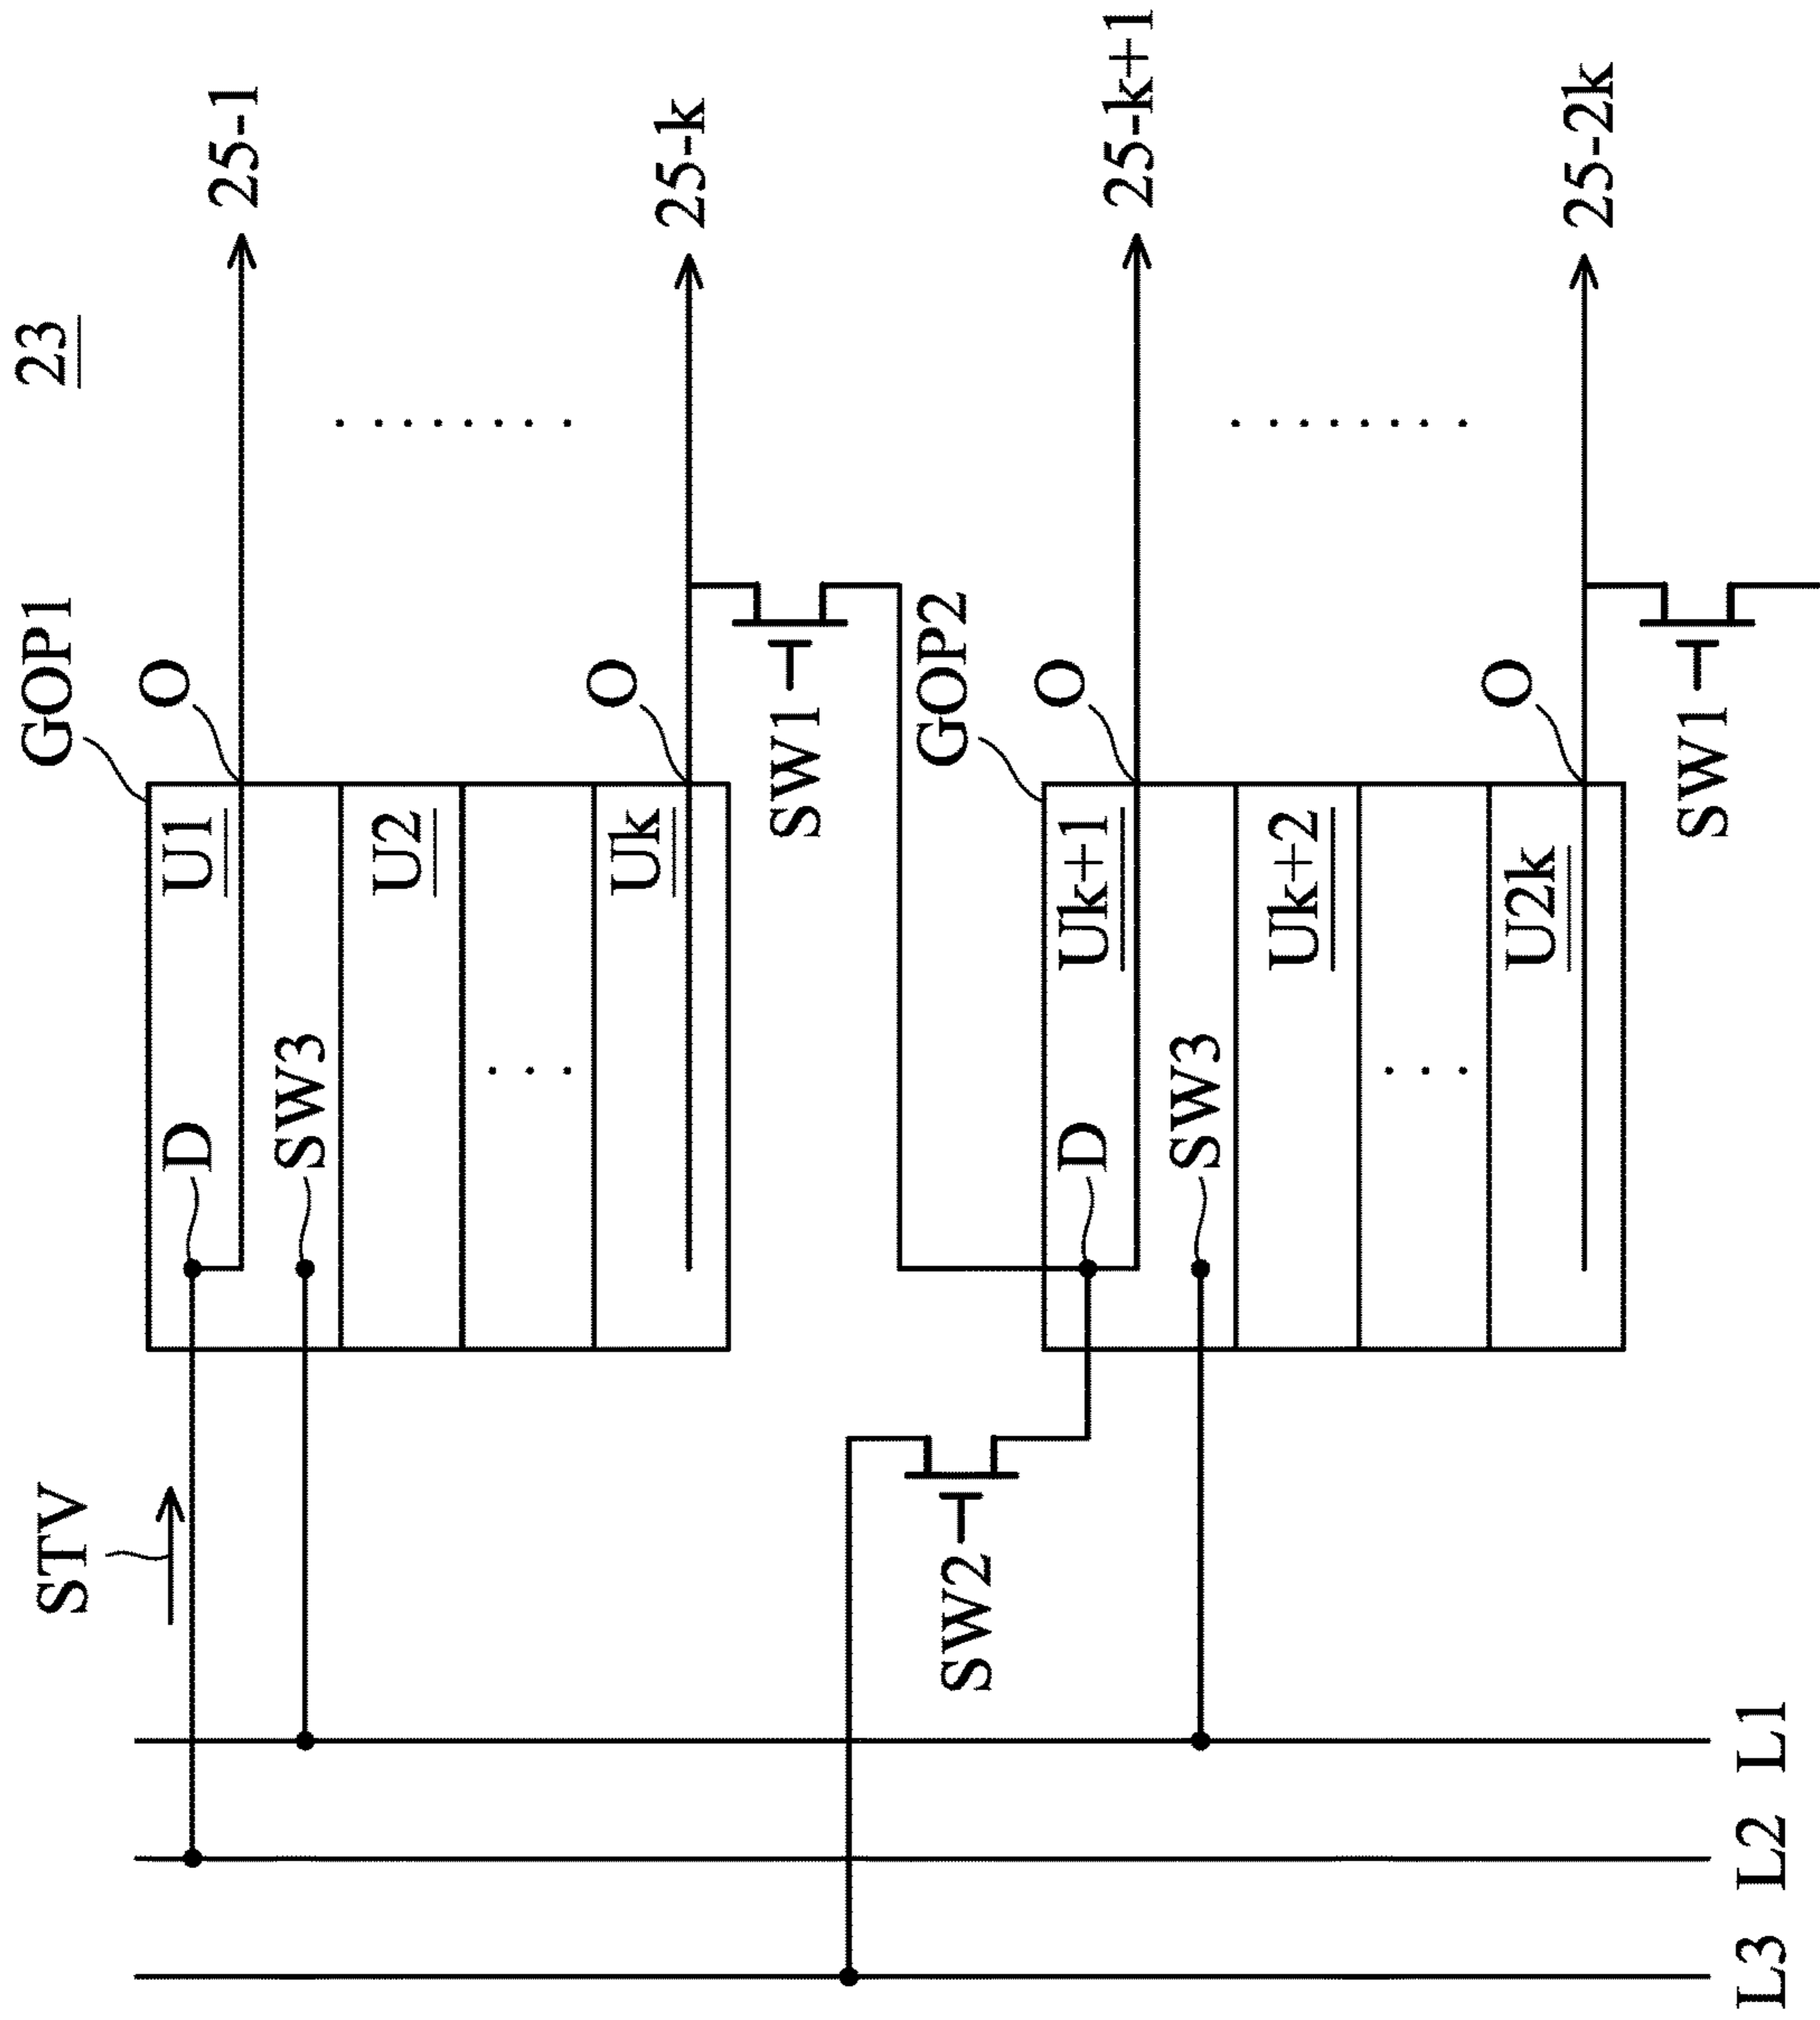 23
STV
GOP1
D
U1
O
25-1
SW3
U2
Uk
O
25-k
SW1
SW2
GOP2
D
Uk+1
O
25-k+1
SW3
Uk+2
U2k
O
25-2k
SW1
L3
L2
L1